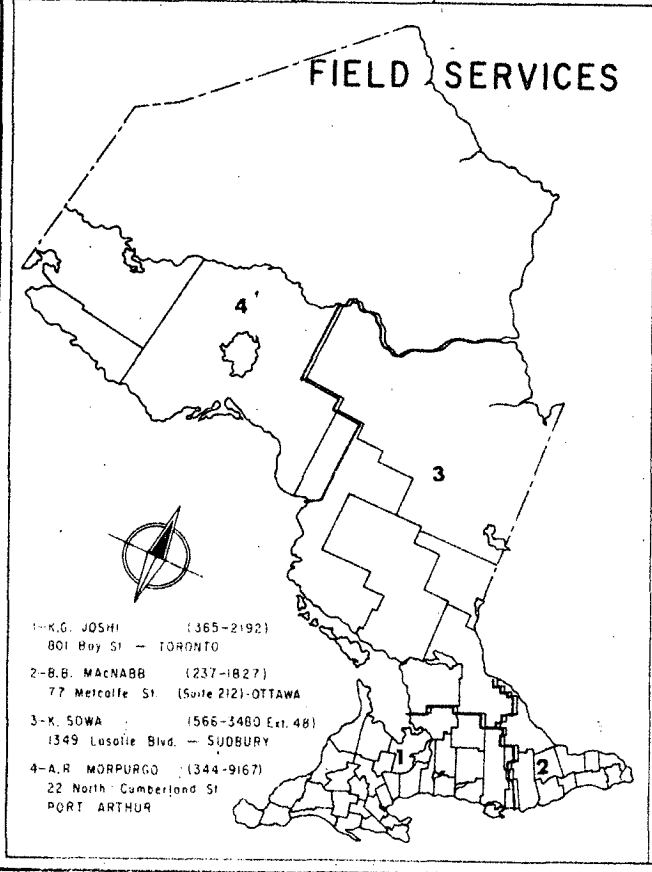 FIELD SERVICES
4
3
1
2
1-K.G. JOSHI (365-2192)
801 Bay St — TORONTO
2-B.B. MACNABB (237-1827)
77 Metcalfe St. (Suite 212)-OTTAWA
3-K. SOWA (566-3480 Ext. 48)
1349 Lasalle Blvd. — SUDBURY
4-A.R MORPURGO (344-9167)
22 North Cumberland St
PORT ARTHUR